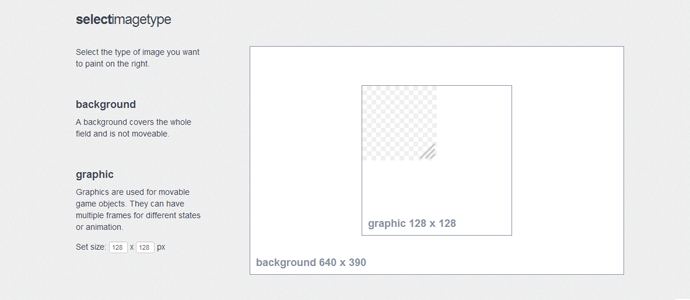 selectimagetype
Select the type of image you want
to paint on the right.
background
A background covers the whole
field and is not moveable.
graphic
Graphics are used for movable
game objects. They can have
multiple frames for different states
or animation.
Set size: 128 x 128 px
graphic 128 x 128
background 640 x 390